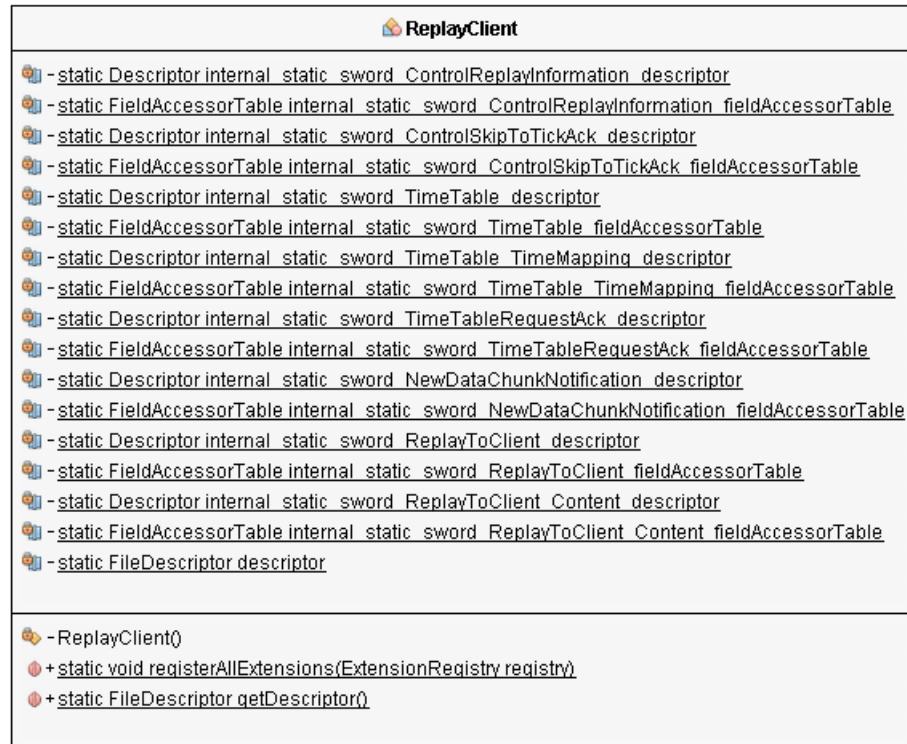 ReplayClient
- static Descriptor internal_static_sword_ControlReplayInformation_descriptor
- static FieldAccessorTable internal_static_sword_ControlReplayInformation_fieldAccessorTable
- static Descriptor internal_static_sword_ControlSkipToTickAck_descriptor
- static FieldAccessorTable internal_static_sword_ControlSkipToTickAck_fieldAccessorTable
- static Descriptor internal_static_sword_TimeTable_descriptor
- static FieldAccessorTable internal_static_sword_TimeTable_fieldAccessorTable
- static Descriptor internal_static_sword_TimeTable_TimeMapping_descriptor
- static FieldAccessorTable internal_static_sword_TimeTable_TimeMapping_fieldAccessorTable
- static Descriptor internal_static_sword_TimeTableRequestAck_descriptor
- static FieldAccessorTable internal_static_sword_TimeTableRequestAck_fieldAccessorTable
- static Descriptor internal_static_sword_NewDataChunkNotification_descriptor
- static FieldAccessorTable internal_static_sword_NewDataChunkNotification_fieldAccessorTable
- static Descriptor internal_static_sword_ReplayToClient_descriptor
- static FieldAccessorTable internal_static_sword_ReplayToClient_fieldAccessorTable
- static Descriptor internal_static_sword_ReplayToClient_Content_descriptor
- static FieldAccessorTable internal_static_sword_ReplayToClient_Content_fieldAccessorTable
- static FileDescriptor descriptor
- ReplayClient()
+ static void registerAllExtensions(ExtensionRegistry registry)
+ static FileDescriptor getDescriptor()